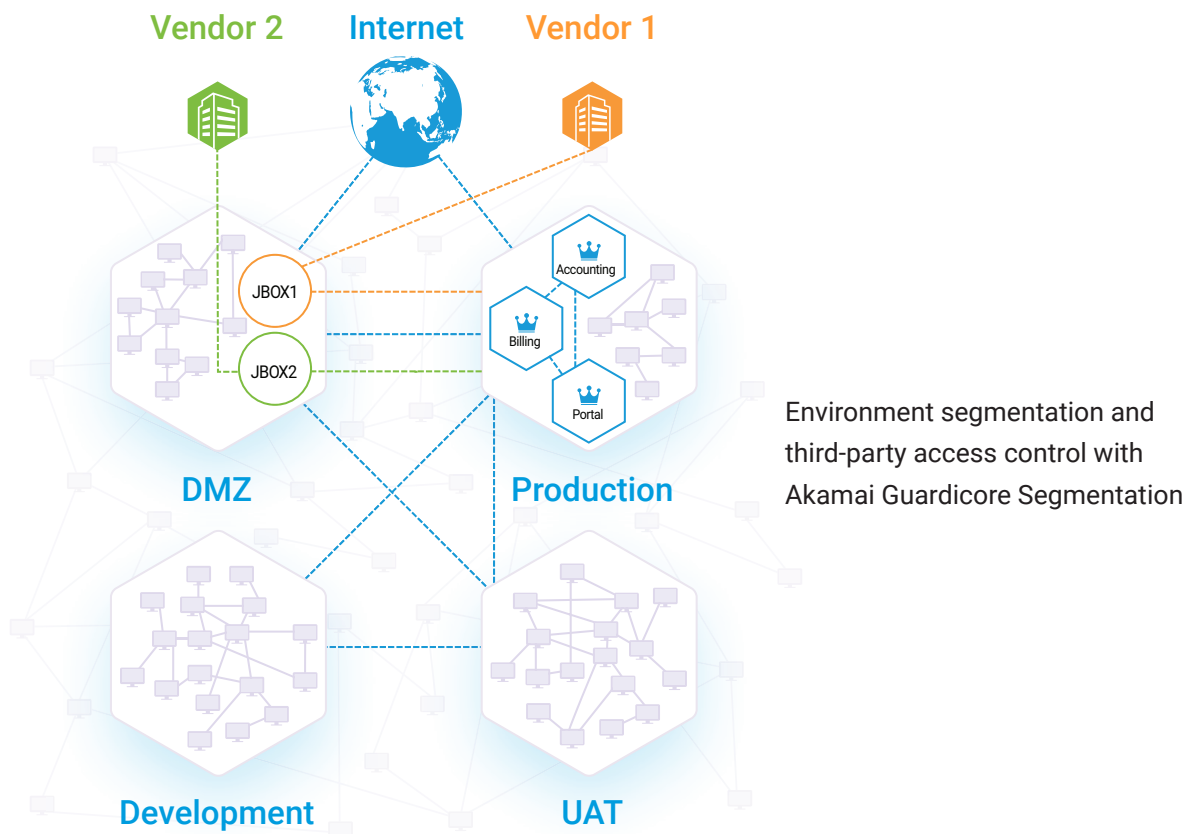 Vendor 2
Internet
Vendor 1
Accounting
JBOX1
Billing
JBOX2
Portal
Environment segmentation and
third-party access control with
Akamai Guardicore Segmentation
DMZ
Production
Development
UAT